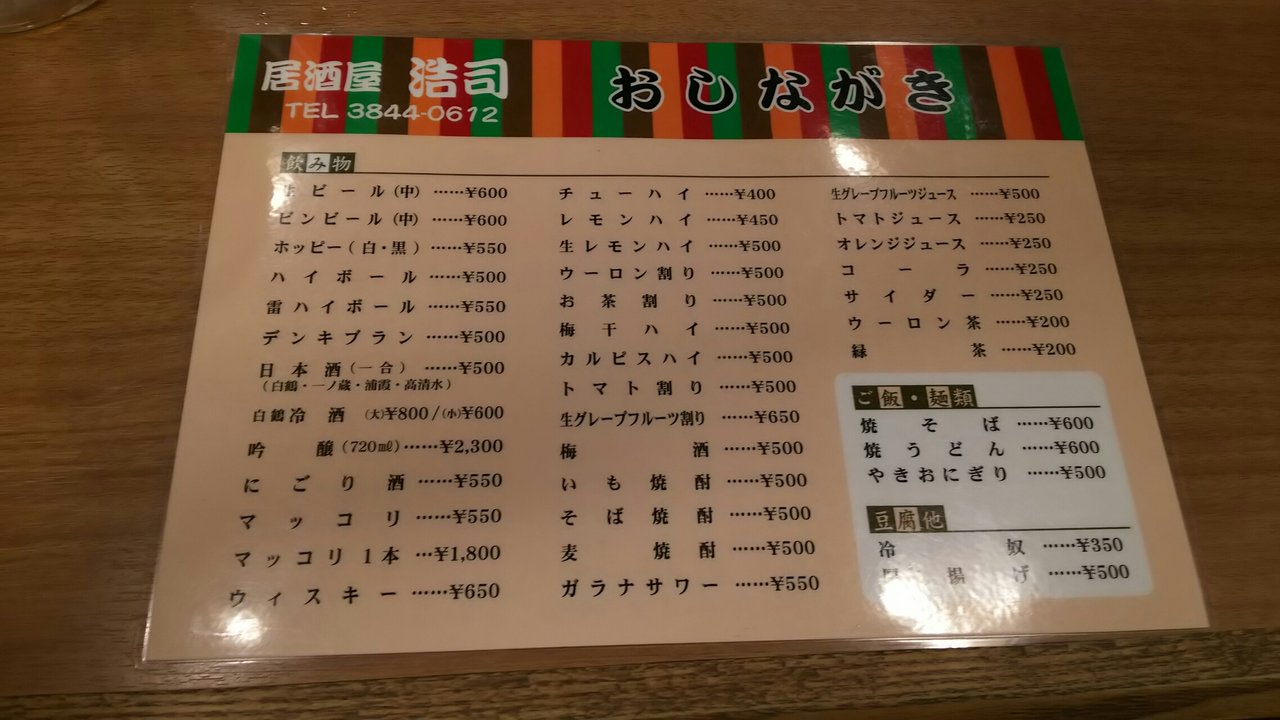 居酒屋 浩司
TEL 3844-0612
おしながき
飲み物
生ビール(中) ……¥600
ビンビール(中) ……¥600
ホッピー(白・黒) ……¥550
ハイボール ……¥500
雷ハイボール ……¥550
デンキブラン ……¥500
日本酒(一合) ……¥500
(白鶴・一ノ蔵・浦霞・高清水)
白鶴冷酒 (大)¥800/(小)¥600
吟醸(720㎖)……¥2,300
にごり酒 ……¥550
マッコリ ……¥550
マッコリ1本 …¥1,800
ウィスキー ……¥650
チューハイ ……¥400
レモンハイ ……¥450
生レモンハイ ……¥500
ウーロン割り ……¥500
お茶割り ……¥500
梅干ハイ ……¥500
カルピスハイ ……¥500
トマト割り ……¥500
生グレープフルーツ割り ……¥650
梅酒 ……¥500
いも焼酎 ……¥500
そば焼酎 ……¥500
麦焼酎 ……¥500
ガラナサワー ……¥550
生グレープフルーツジュース ……¥500
トマトジュース ……¥250
オレンジジュース ……¥250
コーラ ……¥250
サイダー ……¥250
ウーロン茶 ……¥200
緑茶 ……¥200
ご飯・麺類
焼そば ……¥600
焼うどん ……¥600
やきおにぎり ……¥500
豆腐他
冷奴 ……¥350
厚揚げ ……¥500